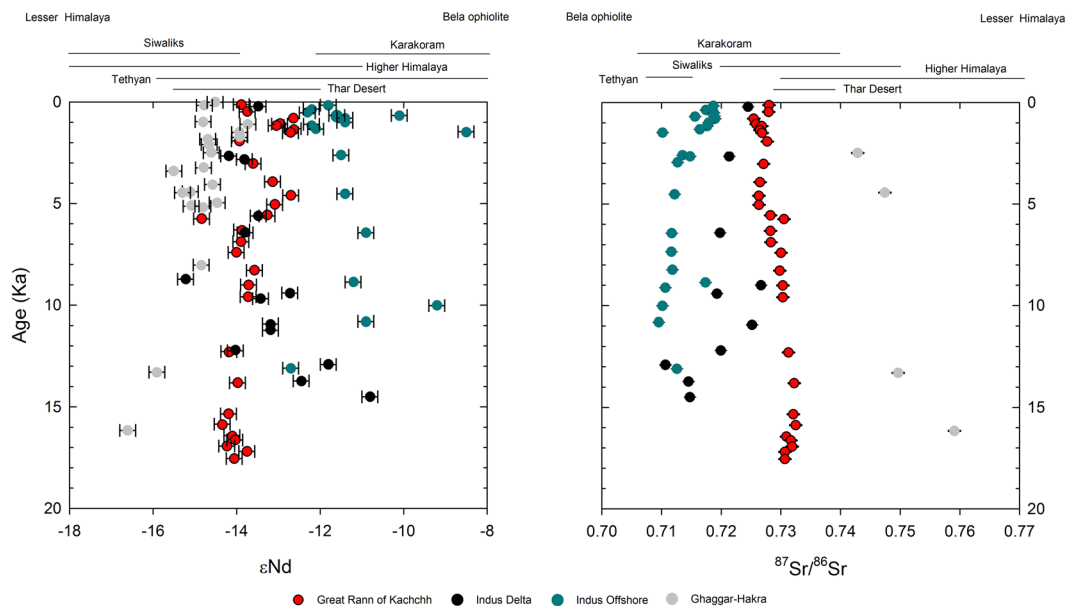 Lesser Himalaya
Bela ophiolite
Bela ophiolite
Lesser Himalaya
Siwaliks
Karakoram
Karakoram
Higher Himalaya
Siwaliks
Higher Himalaya
Tethyan
Tethyan
Thar Desert
Thar Desert
0
5
10
15
20
Age (Ka)
0
5
10
15
20
-18
-16
-14
-12
-10
-8
0.70
0.71
0.72
0.73
0.74
0.75
0.76
0.77
εNd
⁸⁷Sr/⁸⁶Sr
Great Rann of Kachchh
Indus Delta
Indus Offshore
Ghaggar-Hakra